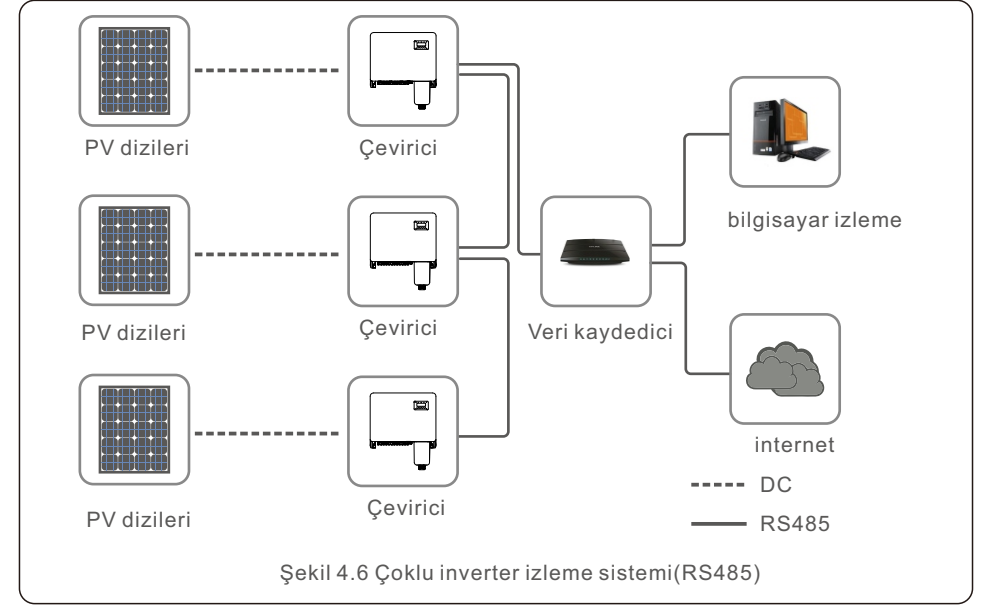 PV dizileri
Çevirici
bilgisayar izleme
PV dizileri
Çevirici
Veri kaydedici
internet
DC
PV dizileri
Çevirici
RS485
Şekil 4.6 Çoklu inverter izleme sistemi(RS485)